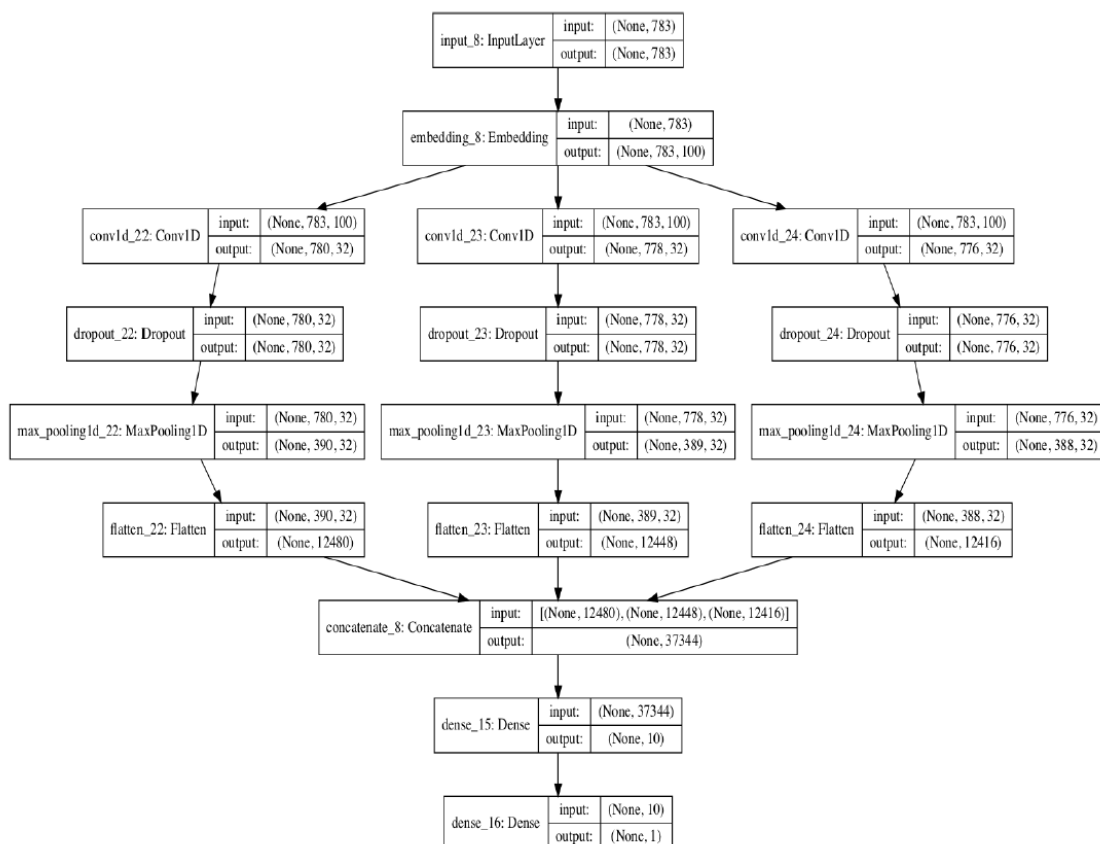 input_8: InputLayer input: (None, 783)
output: (None, 783)
embedding_8: Embedding input: (None, 783)
output: (None, 783, 100)
conv1d_22: Conv1D input: (None, 783, 100)
output: (None, 780, 32)
conv1d_23: Conv1D input: (None, 783, 100)
output: (None, 778, 32)
conv1d_24: Conv1D input: (None, 783, 100)
output: (None, 776, 32)
dropout_22: Dropout input: (None, 780, 32)
output: (None, 780, 32)
dropout_23: Dropout input: (None, 778, 32)
output: (None, 778, 32)
dropout_24: Dropout input: (None, 776, 32)
output: (None, 776, 32)
max_pooling1d_22: MaxPooling1D input: (None, 780, 32)
output: (None, 390, 32)
max_pooling1d_23: MaxPooling1D input: (None, 778, 32)
output: (None, 389, 32)
max_pooling1d_24: MaxPooling1D input: (None, 776, 32)
output: (None, 388, 32)
flatten_22: Flatten input: (None, 390, 32)
output: (None, 12480)
flatten_23: Flatten input: (None, 389, 32)
output: (None, 12448)
flatten_24: Flatten input: (None, 388, 32)
output: (None, 12416)
concatenate_8: Concatenate input: [(None, 12480), (None, 12448), (None, 12416)]
output: (None, 37344)
dense_15: Dense input: (None, 37344)
output: (None, 10)
dense_16: Dense input: (None, 10)
output: (None, 1)